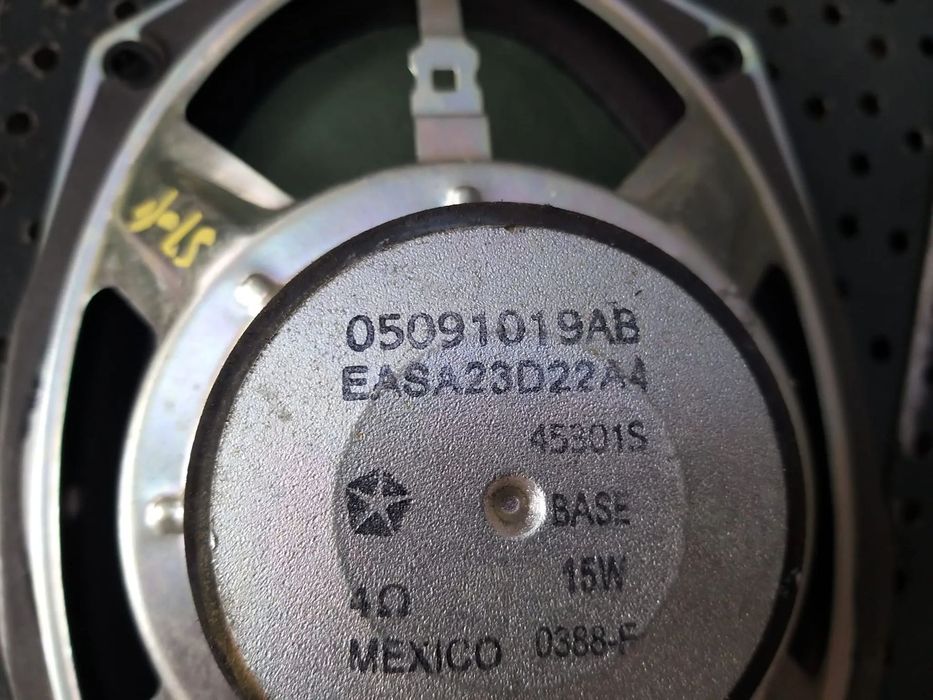 05091019AB
EASA23D22A4
45301S
BASE
15W
4Ω
MEXICO 0388-F